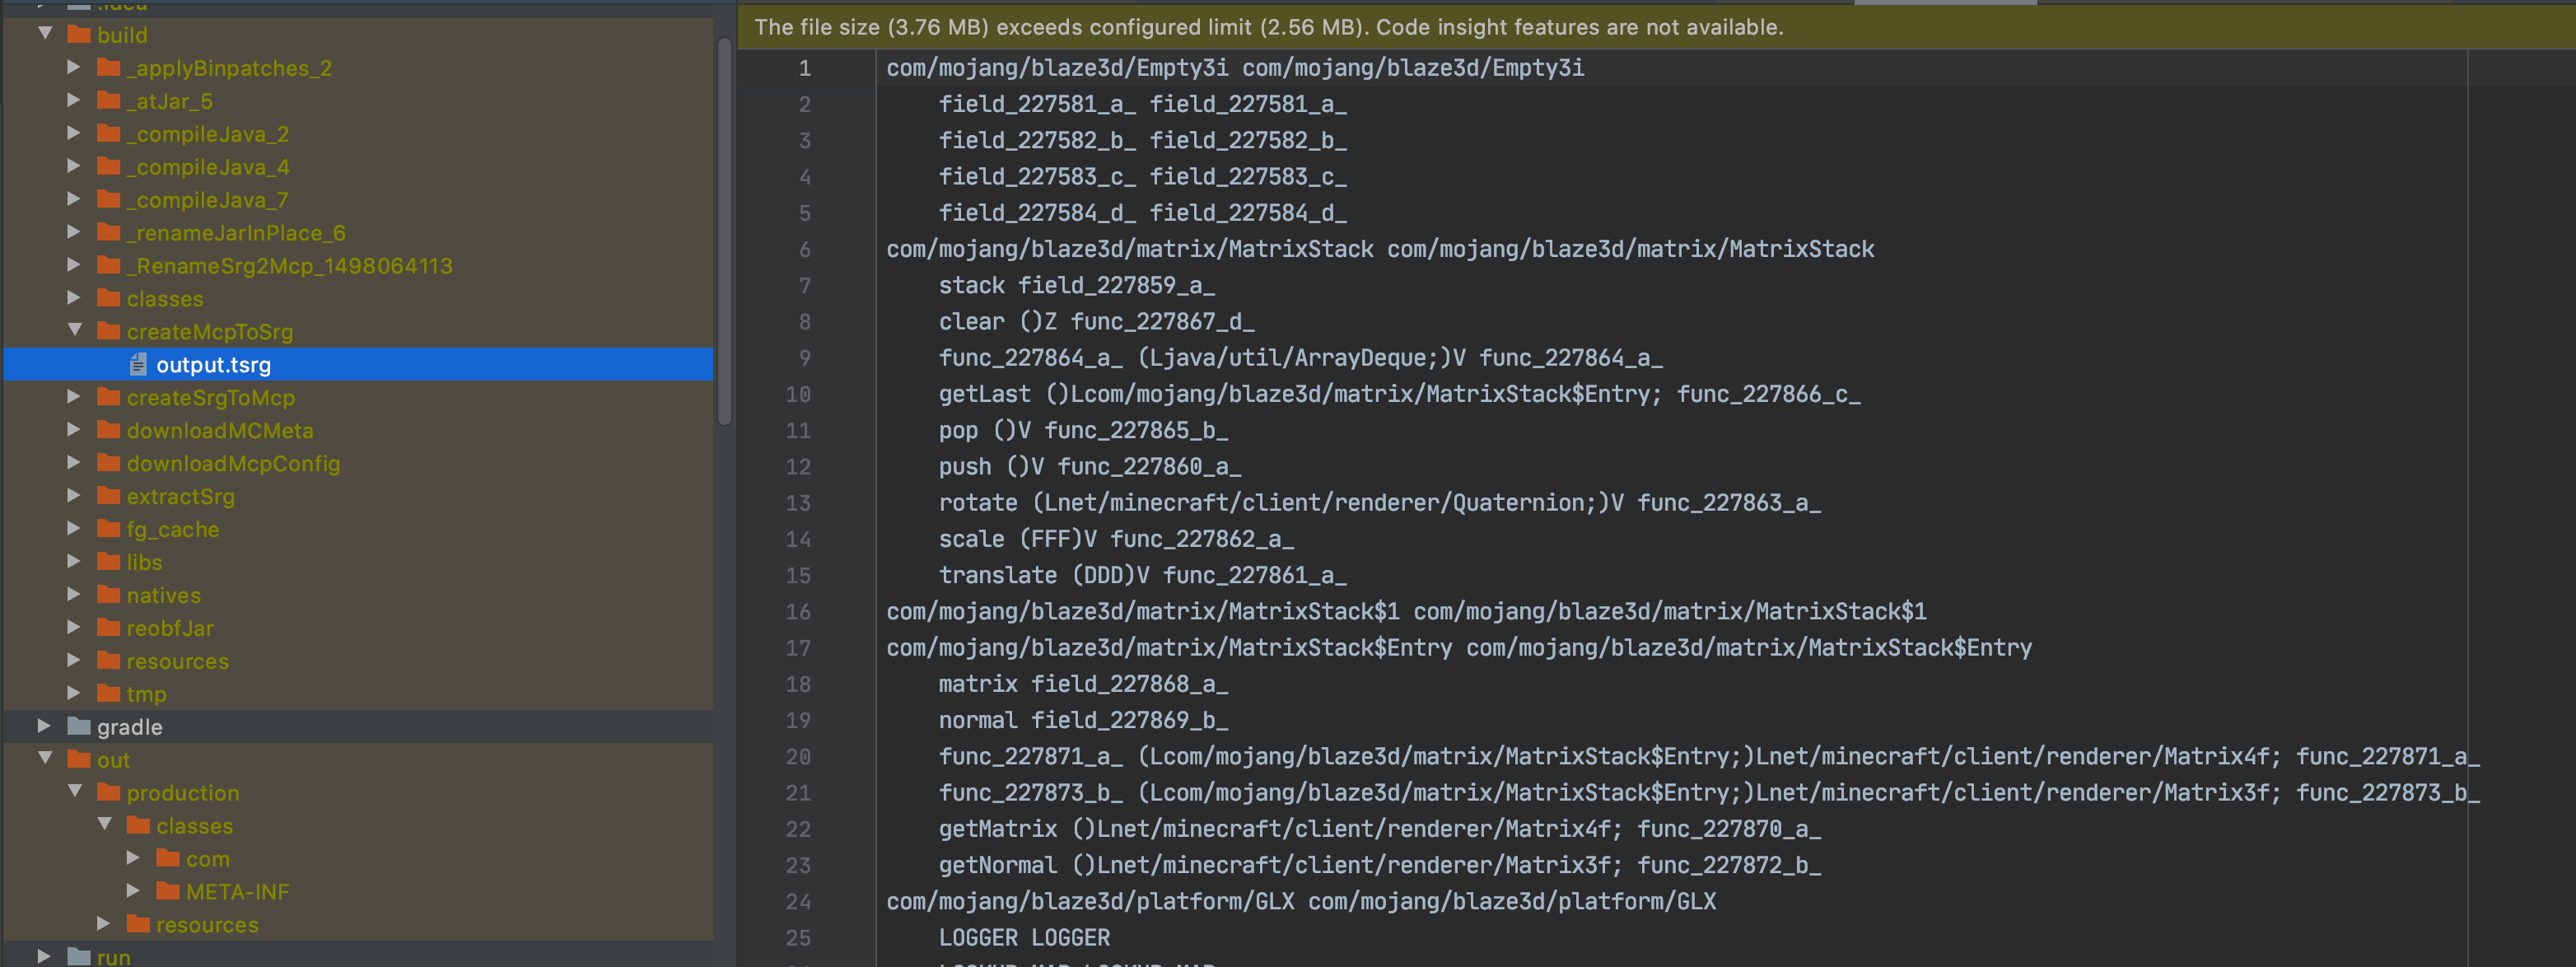 .idea
build
_applyBinpatches_2
_atJar_5
_compileJava_2
_compileJava_4
_compileJava_7
_renameJarInPlace_6
_RenameSrg2Mcp_1498064113
classes
createMcpToSrg
output.tsrg
createSrgToMcp
downloadMCMeta
downloadMcpConfig
extractSrg
fg_cache
libs
natives
reobfJar
resources
tmp
gradle
out
production
classes
com
META-INF
resources
run
The file size (3.76 MB) exceeds configured limit (2.56 MB). Code insight features are not available.
1 com/mojang/blaze3d/Empty3i com/mojang/blaze3d/Empty3i
2 field_227581_a_ field_227581_a_
3 field_227582_b_ field_227582_b_
4 field_227583_c_ field_227583_c_
5 field_227584_d_ field_227584_d_
6 com/mojang/blaze3d/matrix/MatrixStack com/mojang/blaze3d/matrix/MatrixStack
7 stack field_227859_a_
8 clear ()Z func_227867_d_
9 func_227864_a_ (Ljava/util/ArrayDeque;)V func_227864_a_
10 getLast ()Lcom/mojang/blaze3d/matrix/MatrixStack$Entry; func_227866_c_
11 pop ()V func_227865_b_
12 push ()V func_227860_a_
13 rotate (Lnet/minecraft/client/renderer/Quaternion;)V func_227863_a_
14 scale (FFF)V func_227862_a_
15 translate (DDD)V func_227861_a_
16 com/mojang/blaze3d/matrix/MatrixStack$1 com/mojang/blaze3d/matrix/MatrixStack$1
17 com/mojang/blaze3d/matrix/MatrixStack$Entry com/mojang/blaze3d/matrix/MatrixStack$Entry
18 matrix field_227868_a_
19 normal field_227869_b_
20 func_227871_a_ (Lcom/mojang/blaze3d/matrix/MatrixStack$Entry;)Lnet/minecraft/client/renderer/Matrix4f; func_227871_a_
21 func_227873_b_ (Lcom/mojang/blaze3d/matrix/MatrixStack$Entry;)Lnet/minecraft/client/renderer/Matrix3f; func_227873_b_
22 getMatrix ()Lnet/minecraft/client/renderer/Matrix4f; func_227870_a_
23 getNormal ()Lnet/minecraft/client/renderer/Matrix3f; func_227872_b_
24 com/mojang/blaze3d/platform/GLX com/mojang/blaze3d/platform/GLX
25 LOGGER LOGGER